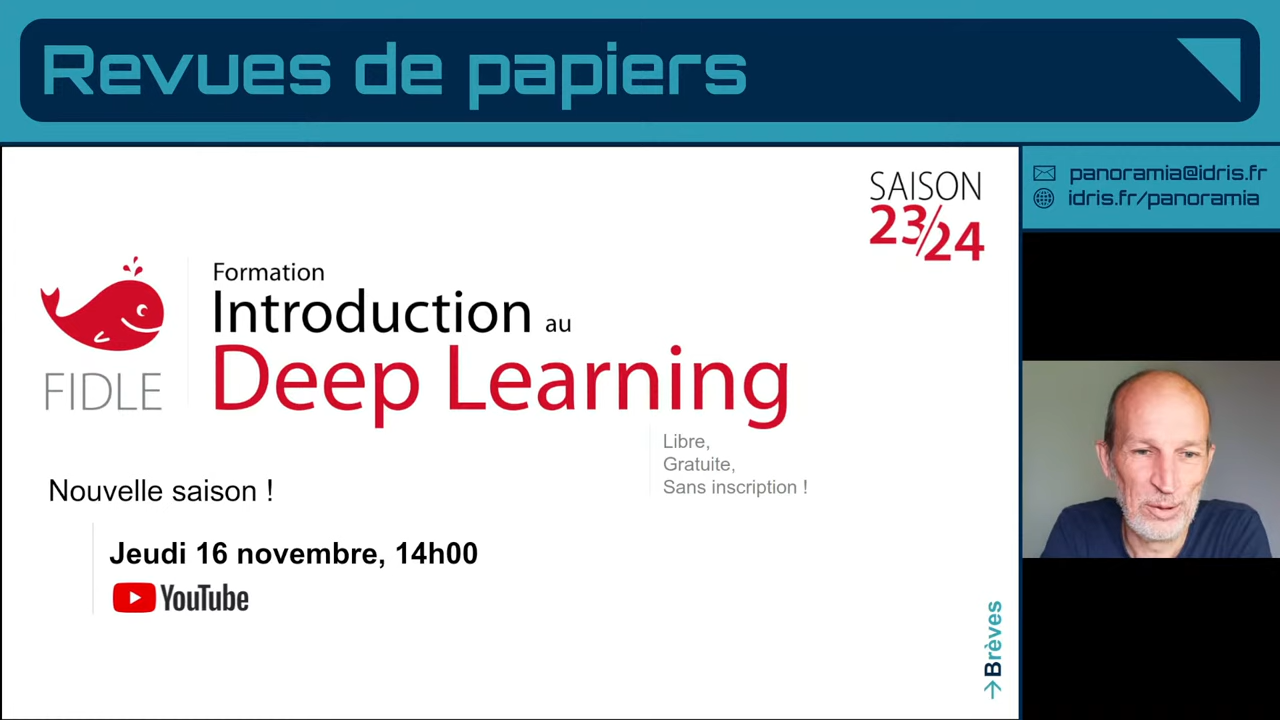 Revues de papiers
panoramia@idris.fr
idris.fr/panoramia
SAISON
23/24
Formation
Introduction au
Deep Learning
FIDLE
Libre,
Gratuite,
Sans inscription !
Nouvelle saison !
Jeudi 16 novembre, 14h00
YouTube
→Brèves